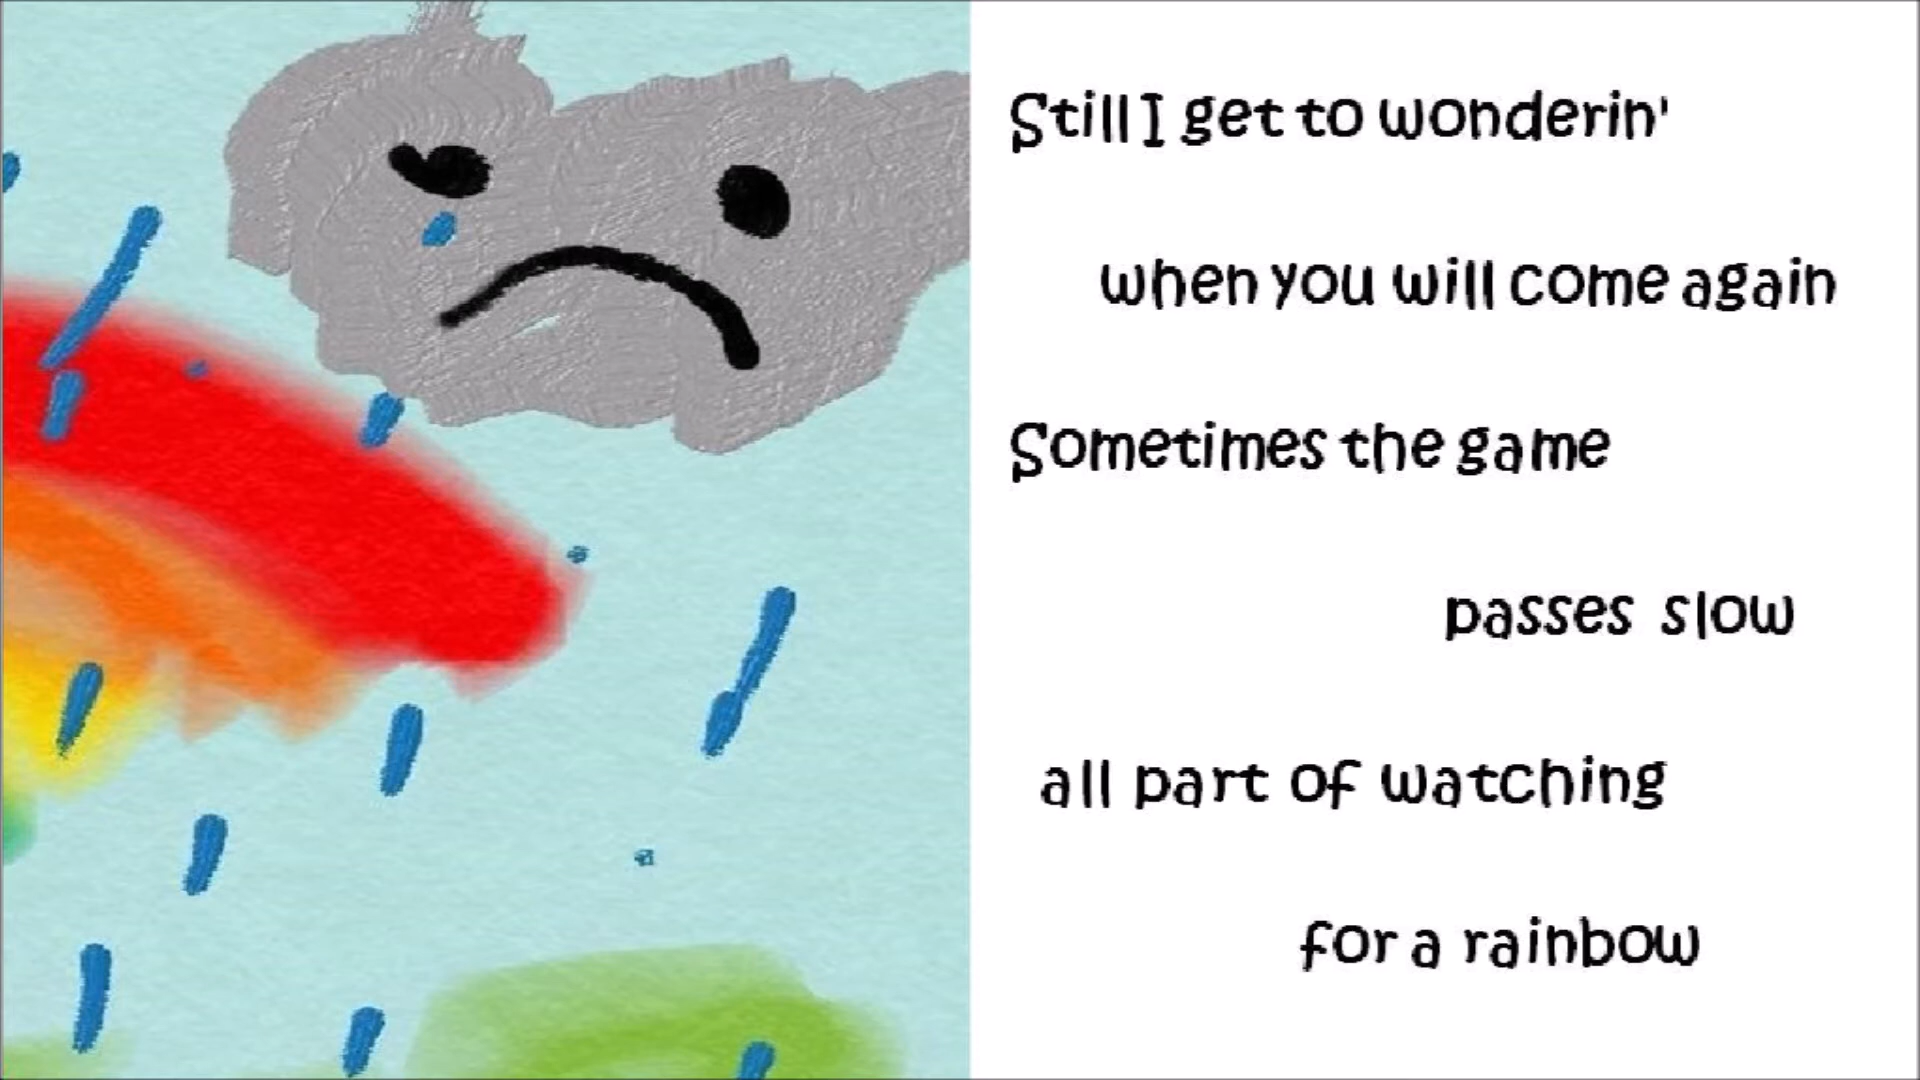 Still I get to wonderin'
when you will come again
Sometimes the game
passes slow
all part of watching
for a rainbow